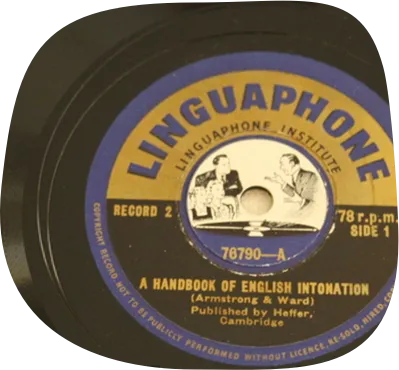 LINGUAPHONE
LINGUAPHONE INSTITUTE
RECORD 2
78 r.p.m.
SIDE 1
76790—A
A HANDBOOK OF ENGLISH INTONATION
(Armstrong & Ward)
Published by Heffer,
Cambridge
COPYRIGHT RECORD NOT TO BE PUBLICLY PERFORMED WITHOUT LICENCE, RE-SOLD, HIRED,